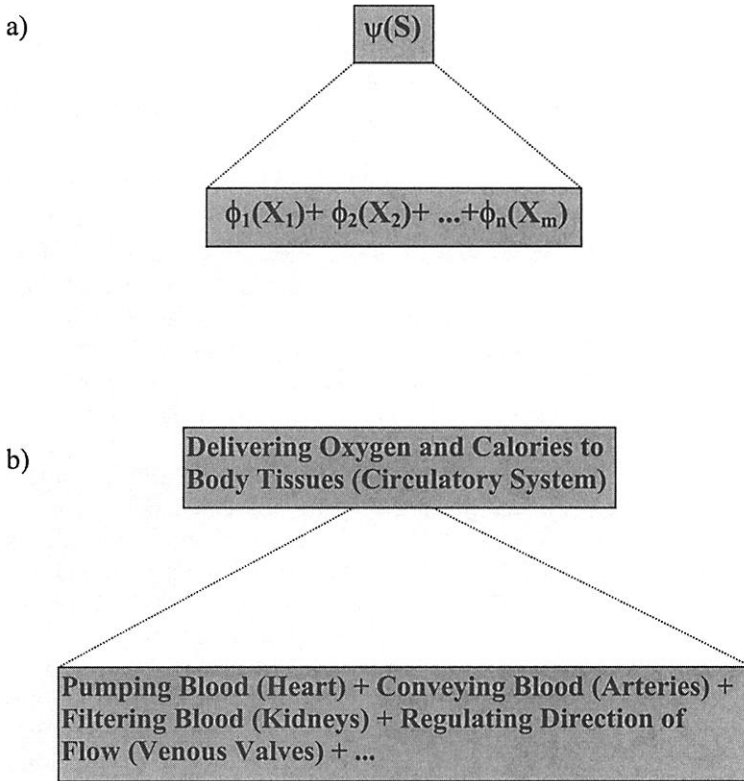 a)
ψ(S)
ϕ₁(X₁)+ ϕ₂(X₂)+ ...+ϕₙ(Xₘ)
b)
Delivering Oxygen and Calories to
Body Tissues (Circulatory System)
Pumping Blood (Heart) + Conveying Blood (Arteries) +
Filtering Blood (Kidneys) + Regulating Direction of
Flow (Venous Valves) + ...